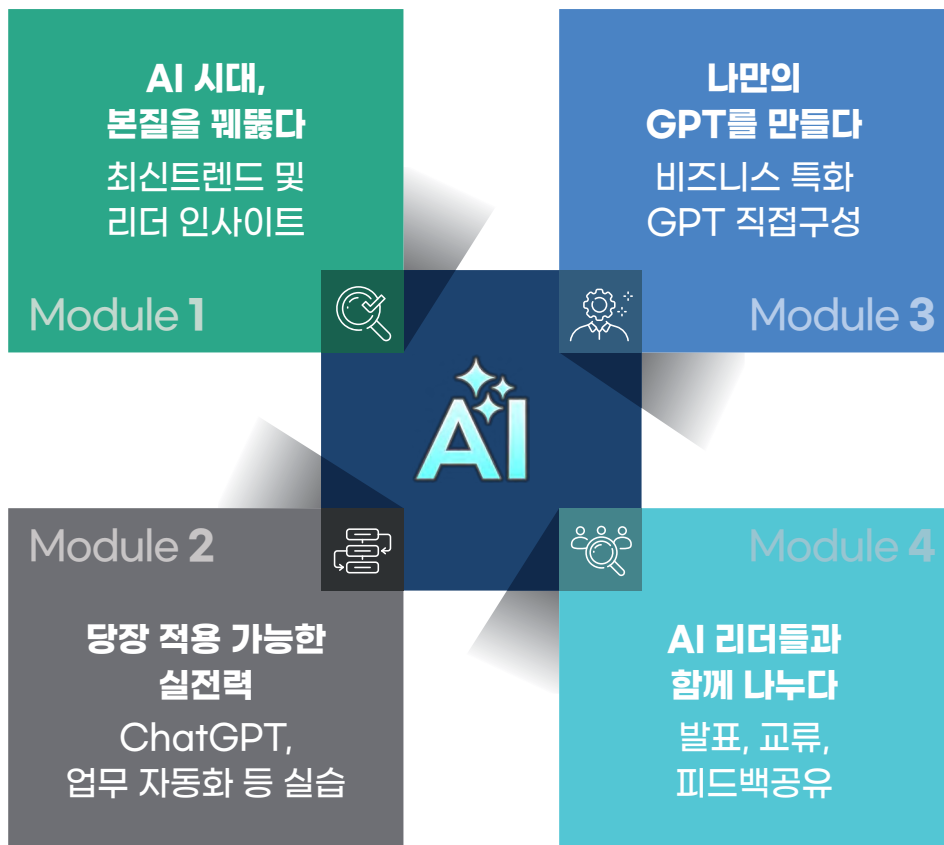 AI 시대,
본질을 꿰뚫다
최신트렌드 및
리더 인사이트
Module 1
Module 2
당장 적용 가능한
실전력
ChatGPT,
업무 자동화 등 실습
나만의
GPT를 만들다
비즈니스 특화
GPT 직접구성
Module 3
Module 4
AI 리더들과
함께 나누다
발표, 교류,
피드백공유
AI